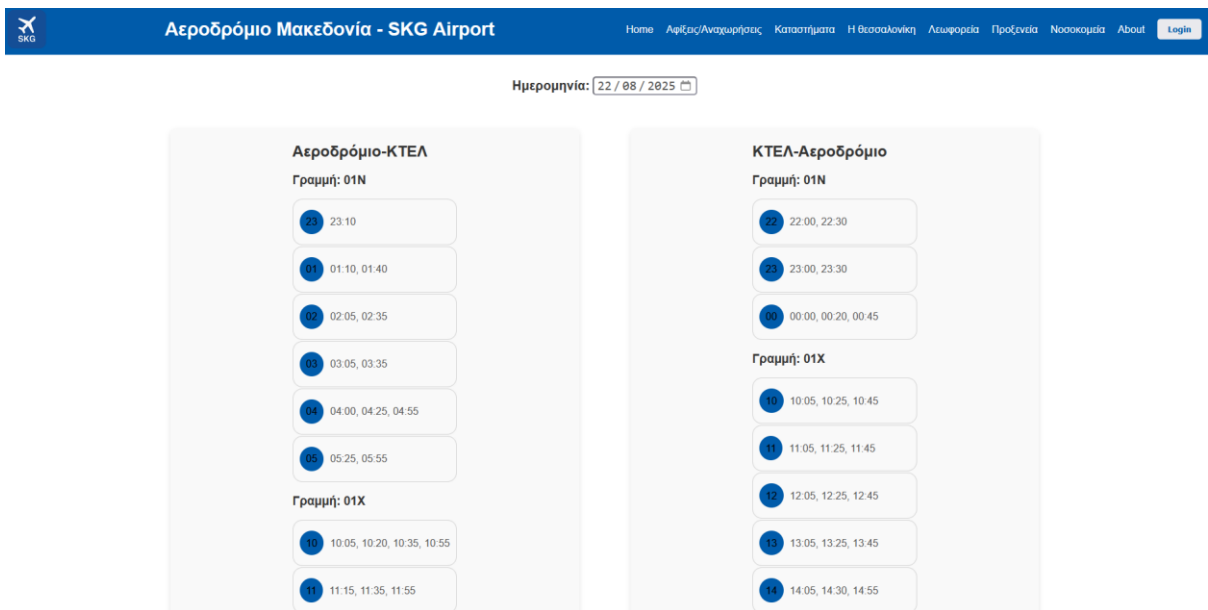 SKG
Αεροδρόμιο Μακεδονία - SKG Airport
Home Αφίξεις/Αναχωρήσεις Καταστήματα Η Θεσσαλονίκη Λεωφορεία Προξενεία Νοσοκομεία About Login
Ημερομηνία: 22/08/2025
Αεροδρόμιο-ΚΤΕΛ
Γραμμή: 01N
23 23:10
01 01:10, 01:40
02 02:05, 02:35
03 03:05, 03:35
04 04:00, 04:25, 04:55
05 05:25, 05:55
Γραμμή: 01X
10 10:05, 10:20, 10:35, 10:55
11 11:15, 11:35, 11:55
ΚΤΕΛ-Αεροδρόμιο
Γραμμή: 01N
22 22:00, 22:30
23 23:00, 23:30
00 00:00, 00:20, 00:45
Γραμμή: 01X
10 10:05, 10:25, 10:45
11 11:05, 11:25, 11:45
12 12:05, 12:25, 12:45
13 13:05, 13:25, 13:45
14 14:05, 14:30, 14:55